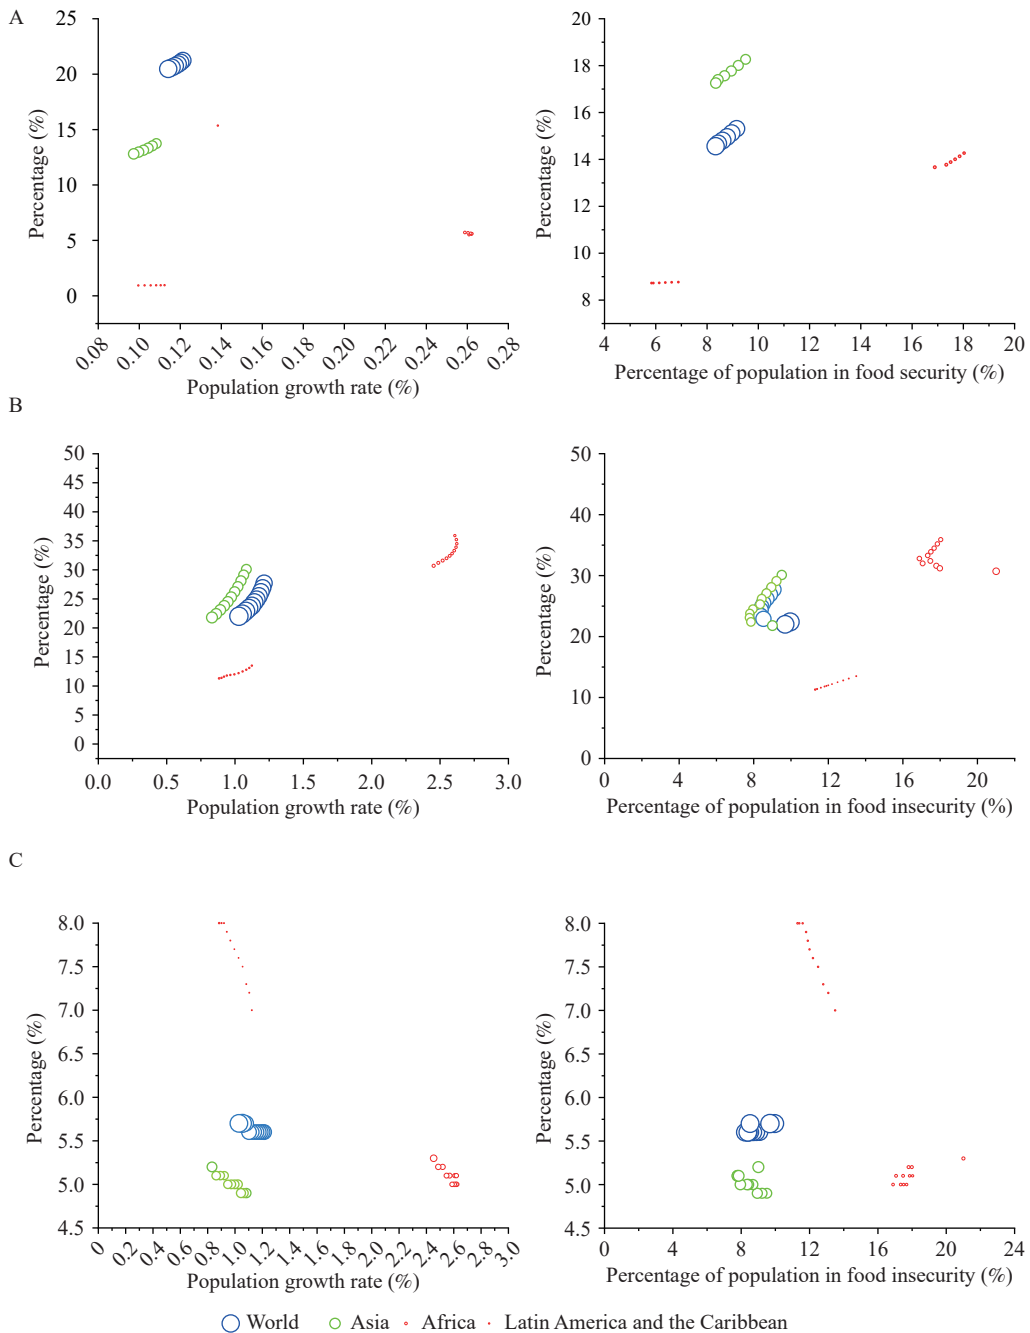 A
25
20
15
10
5
0
Percentage (%)
0.08 0.10 0.12 0.14 0.16 0.18 0.20 0.22 0.24 0.26 0.28
Population growth rate (%)
20
18
16
14
12
10
8
Percentage (%)
4 6 8 10 12 14 16 18 20
Percentage of population in food security (%)
B
50
45
40
35
30
25
20
15
10
5
0
Percentage (%)
0.0 0.5 1.0 1.5 2.0 2.5 3.0
Population growth rate (%)
50
40
30
20
10
0
Percentage (%)
0 4 8 12 16 20
Percentage of population in food insecurity (%)
C
8.0
7.5
7.0
6.5
6.0
5.5
5.0
4.5
Percentage (%)
0 0.2 0.4 0.6 0.8 1.0 1.2 1.4 1.6 1.8 2.0 2.2 2.4 2.6 2.8 3.0
Population growth rate (%)
8.0
7.5
7.0
6.5
6.0
5.5
5.0
4.5
Percentage (%)
0 4 8 12 16 20 24
Percentage of population in food insecurity (%)
World Asia Africa Latin America and the Caribbean